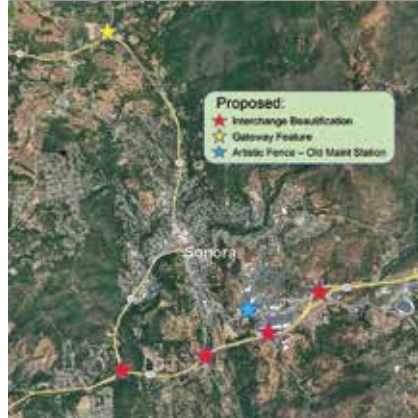 Proposed:
Interchange Beautification
Gateway Feature
Artistic Fence – Old Maint Station
Sonora